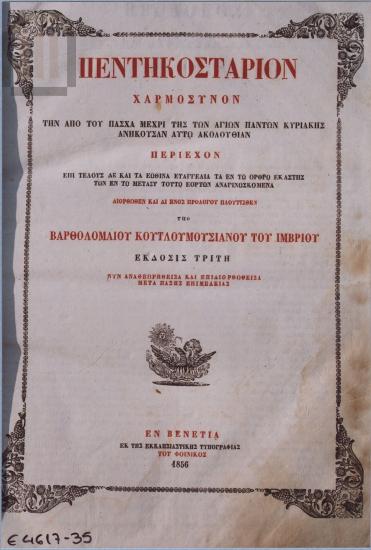 ΠΕΝΤΗΚΟΣΤΑΡΙΟΝ
ΧΑΡΜΟΣΥΝΟΝ
ΤΗΝ ΑΠΟ ΤΟΥ ΠΑΣΧΑ ΜΕΧΡΙ ΤΗΣ ΤΩΝ ΑΓΙΩΝ ΠΑΝΤΩΝ ΚΥΡΙΑΚΗΣ
ΑΝΗΚΟΥΣΑΝ ΑΥΤΩ ΑΚΟΛΟΥΘΙΑΝ
ΠΕΡΙΕΧΟΝ
ΕΠΙ ΤΕΛΟΥΣ ΔΕ ΚΑΙ ΤΑ ΕΩΘΙΝΑ ΕΥΑΓΓΕΛΙΑ ΤΑ ΕΝ ΤΩ ΟΡΘΡΩ ΕΚΑΣΤΗΣ
ΤΩΝ ΕΝ ΤΩ ΜΕΤΑΞΥ ΤΟΥΤΩ ΕΟΡΤΩΝ ΑΝΑΓΙΝΩΣΚΟΜΕΝΑ
ΔΙΟΡΘΩΘΕΝ ΚΑΙ ΔΙ ΕΝΟΣ ΠΡΟΛΟΓΟΥ ΠΛΟΥΤΙΣΘΕΝ
ΥΠΟ
ΒΑΡΘΟΛΟΜΑΙΟΥ ΚΟΥΤΛΟΥΜΟΥΣΙΑΝΟΥ ΤΟΥ ΙΜΒΡΙΟΥ
ΕΚΔΟΣΙΣ ΤΡΙΤΗ
ΝΥΝ ΑΝΑΘΕΩΡΗΘΕΙΣΑ ΚΑΙ ΕΠΙΔΙΟΡΘΩΘΕΙΣΑ
ΜΕΤΑ ΠΑΣΗΣ ΕΠΙΜΕΛΕΙΑΣ
ΕΝ ΒΕΝΕΤΙΑ
ΕΚ ΤΗΣ ΕΚΚΛΗΣΙΑΣΤΙΚΗΣ ΤΥΠΟΓΡΑΦΙΑΣ
ΤΟΥ ΦΟΙΝΙΚΟΣ
1856
Є 4617-35